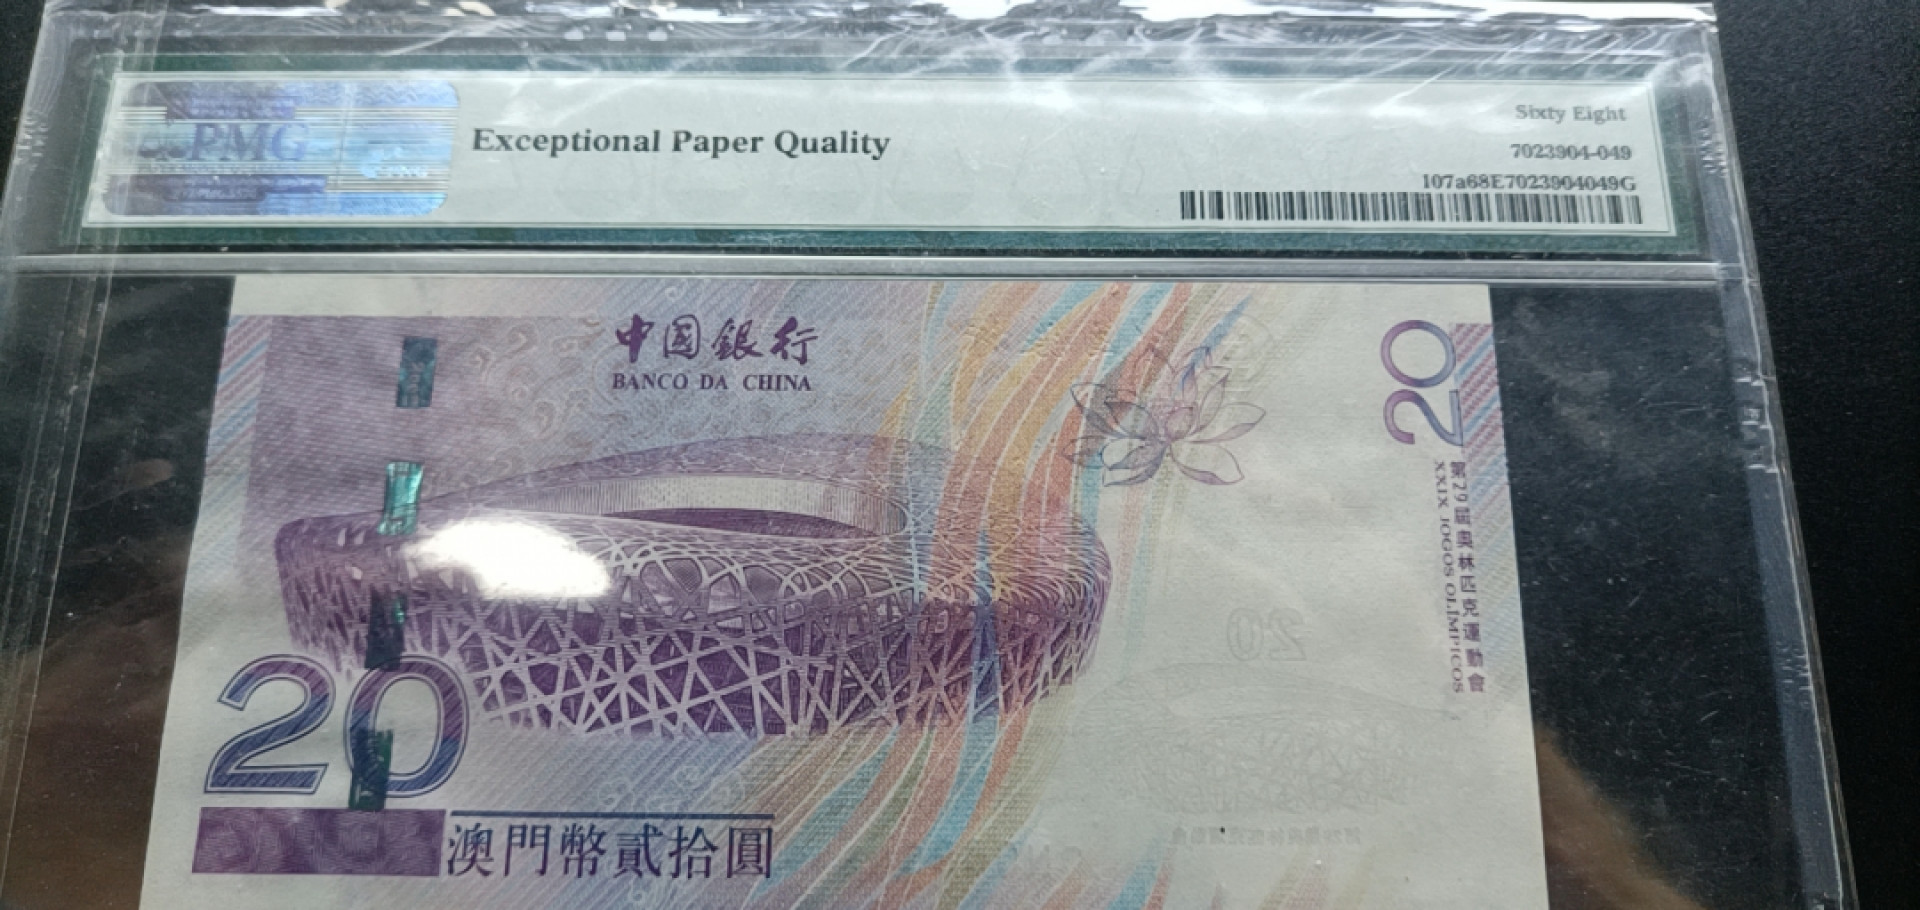 PMG
Exceptional Paper Quality
Sixty Eight
7023904-049
107a68E7023904049G
中國銀行
BANCO DA CHINA
20
第29屆奧林匹克運動會
XXIX JOGOS OLÍMPICOS
20
20
澳門幣貳拾圓